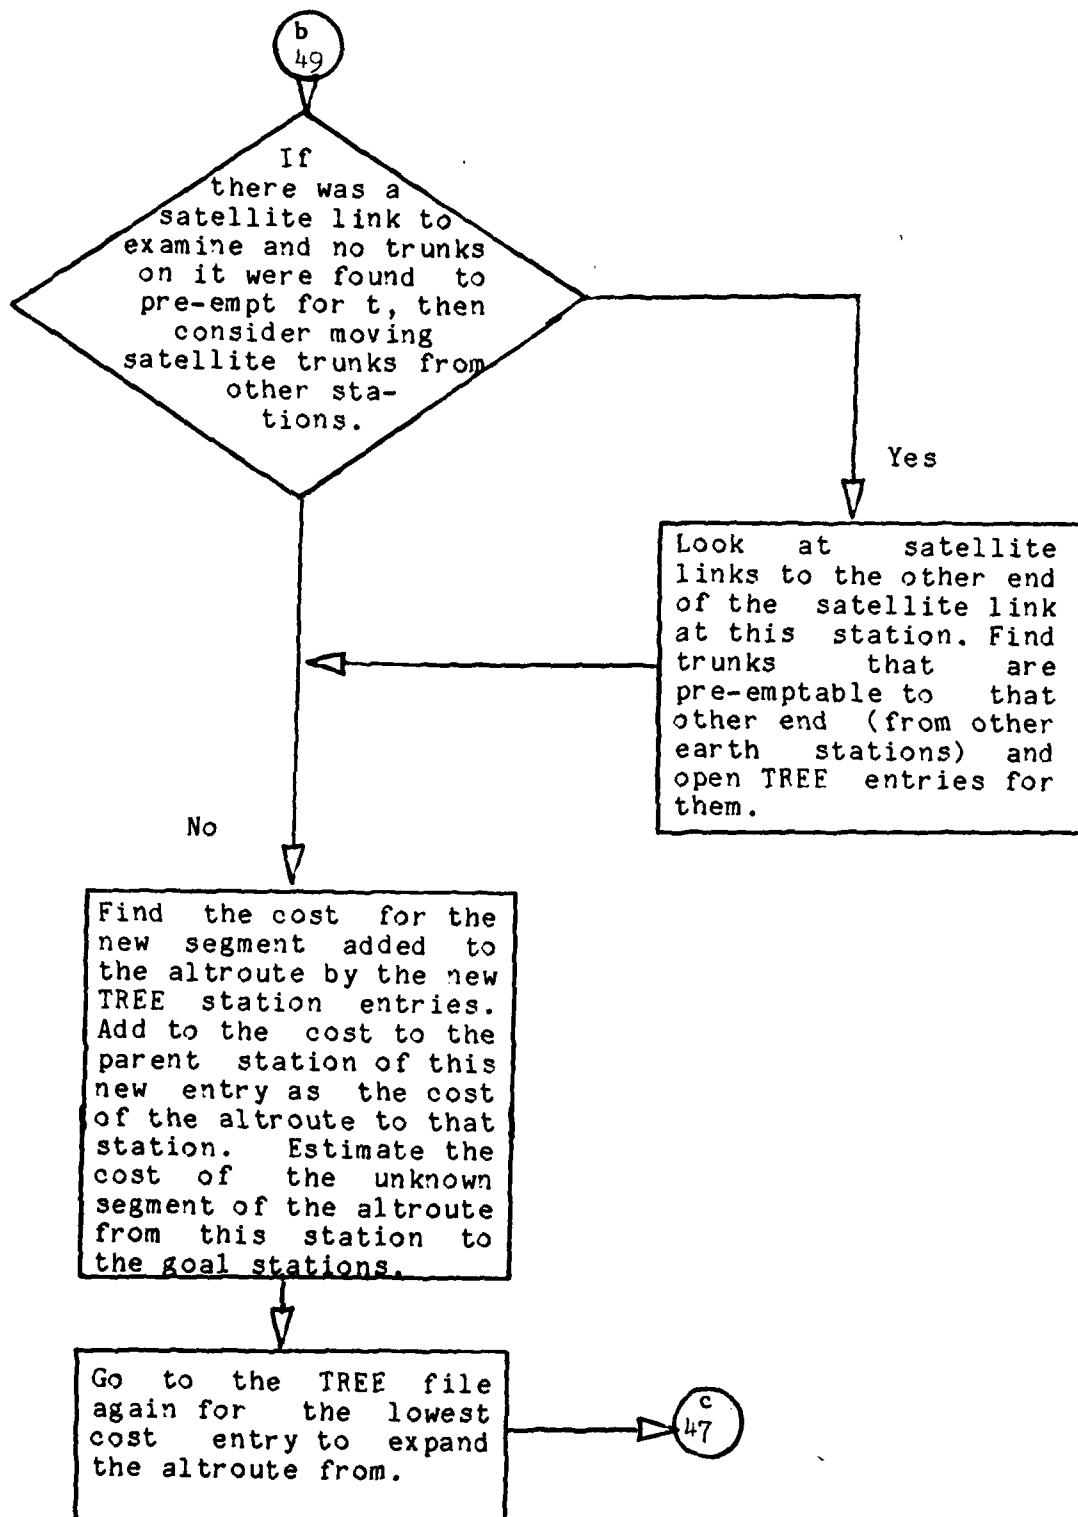 b
49
If
there was a
satellite link to
examine and no trunks
on it were found to
pre-empt for t, then
consider moving
satellite trunks from
other sta-
tions.
Yes
Look at satellite
links to the other end
of the satellite link
at this station. Find
trunks that are
pre-emptable to that
other end (from other
earth stations) and
open TREE entries for
them.
No
Find the cost for the
new segment added to
the altroute by the new
TREE station entries.
Add to the cost to the
parent station of this
new entry as the cost
of the altroute to that
station. Estimate the
cost of the unknown
segment of the altroute
from this station to
the goal stations.
Go to the TREE file
again for the lowest
cost entry to expand
the altroute from.
c
47